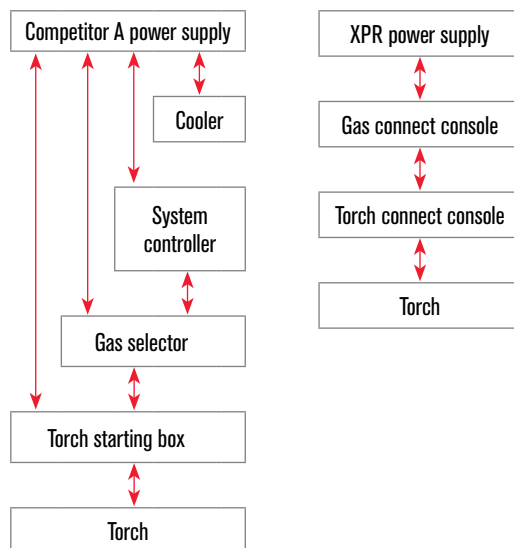 Competitor A power supply
Cooler
System
controller
Gas selector
Torch starting box
Torch
XPR power supply
Gas connect console
Torch connect console
Torch